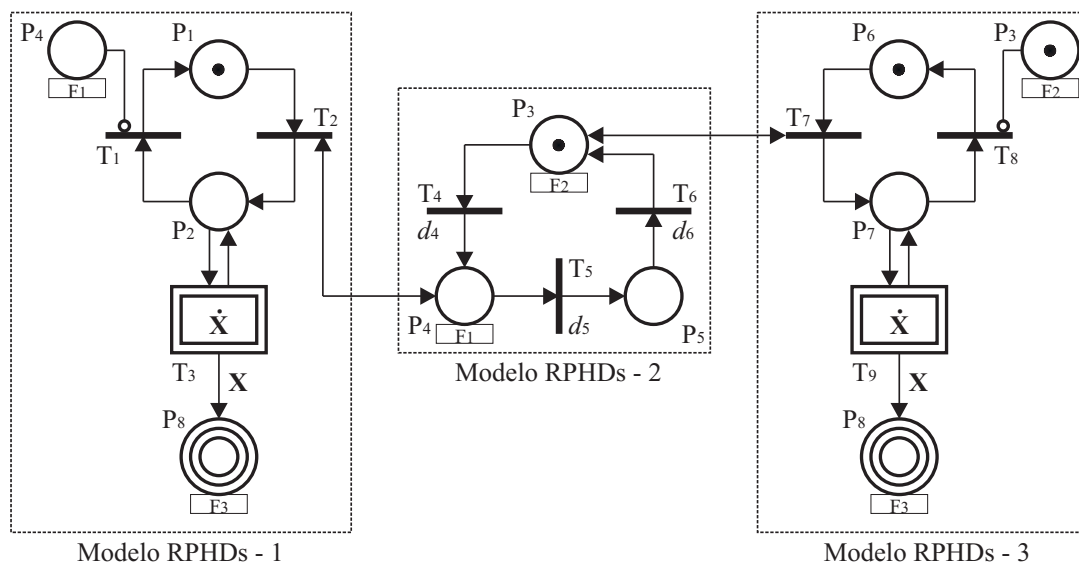 P4
F1
P1
T1
T2
P2
Ẋ
T3
X
P8
F3
Modelo RPHDs - 1
P3
F2
T4
d4
T6
d6
T5
d5
P4
F1
P5
Modelo RPHDs - 2
P6
P3
F2
T7
T8
P7
Ẋ
T9
X
P8
F3
Modelo RPHDs - 3